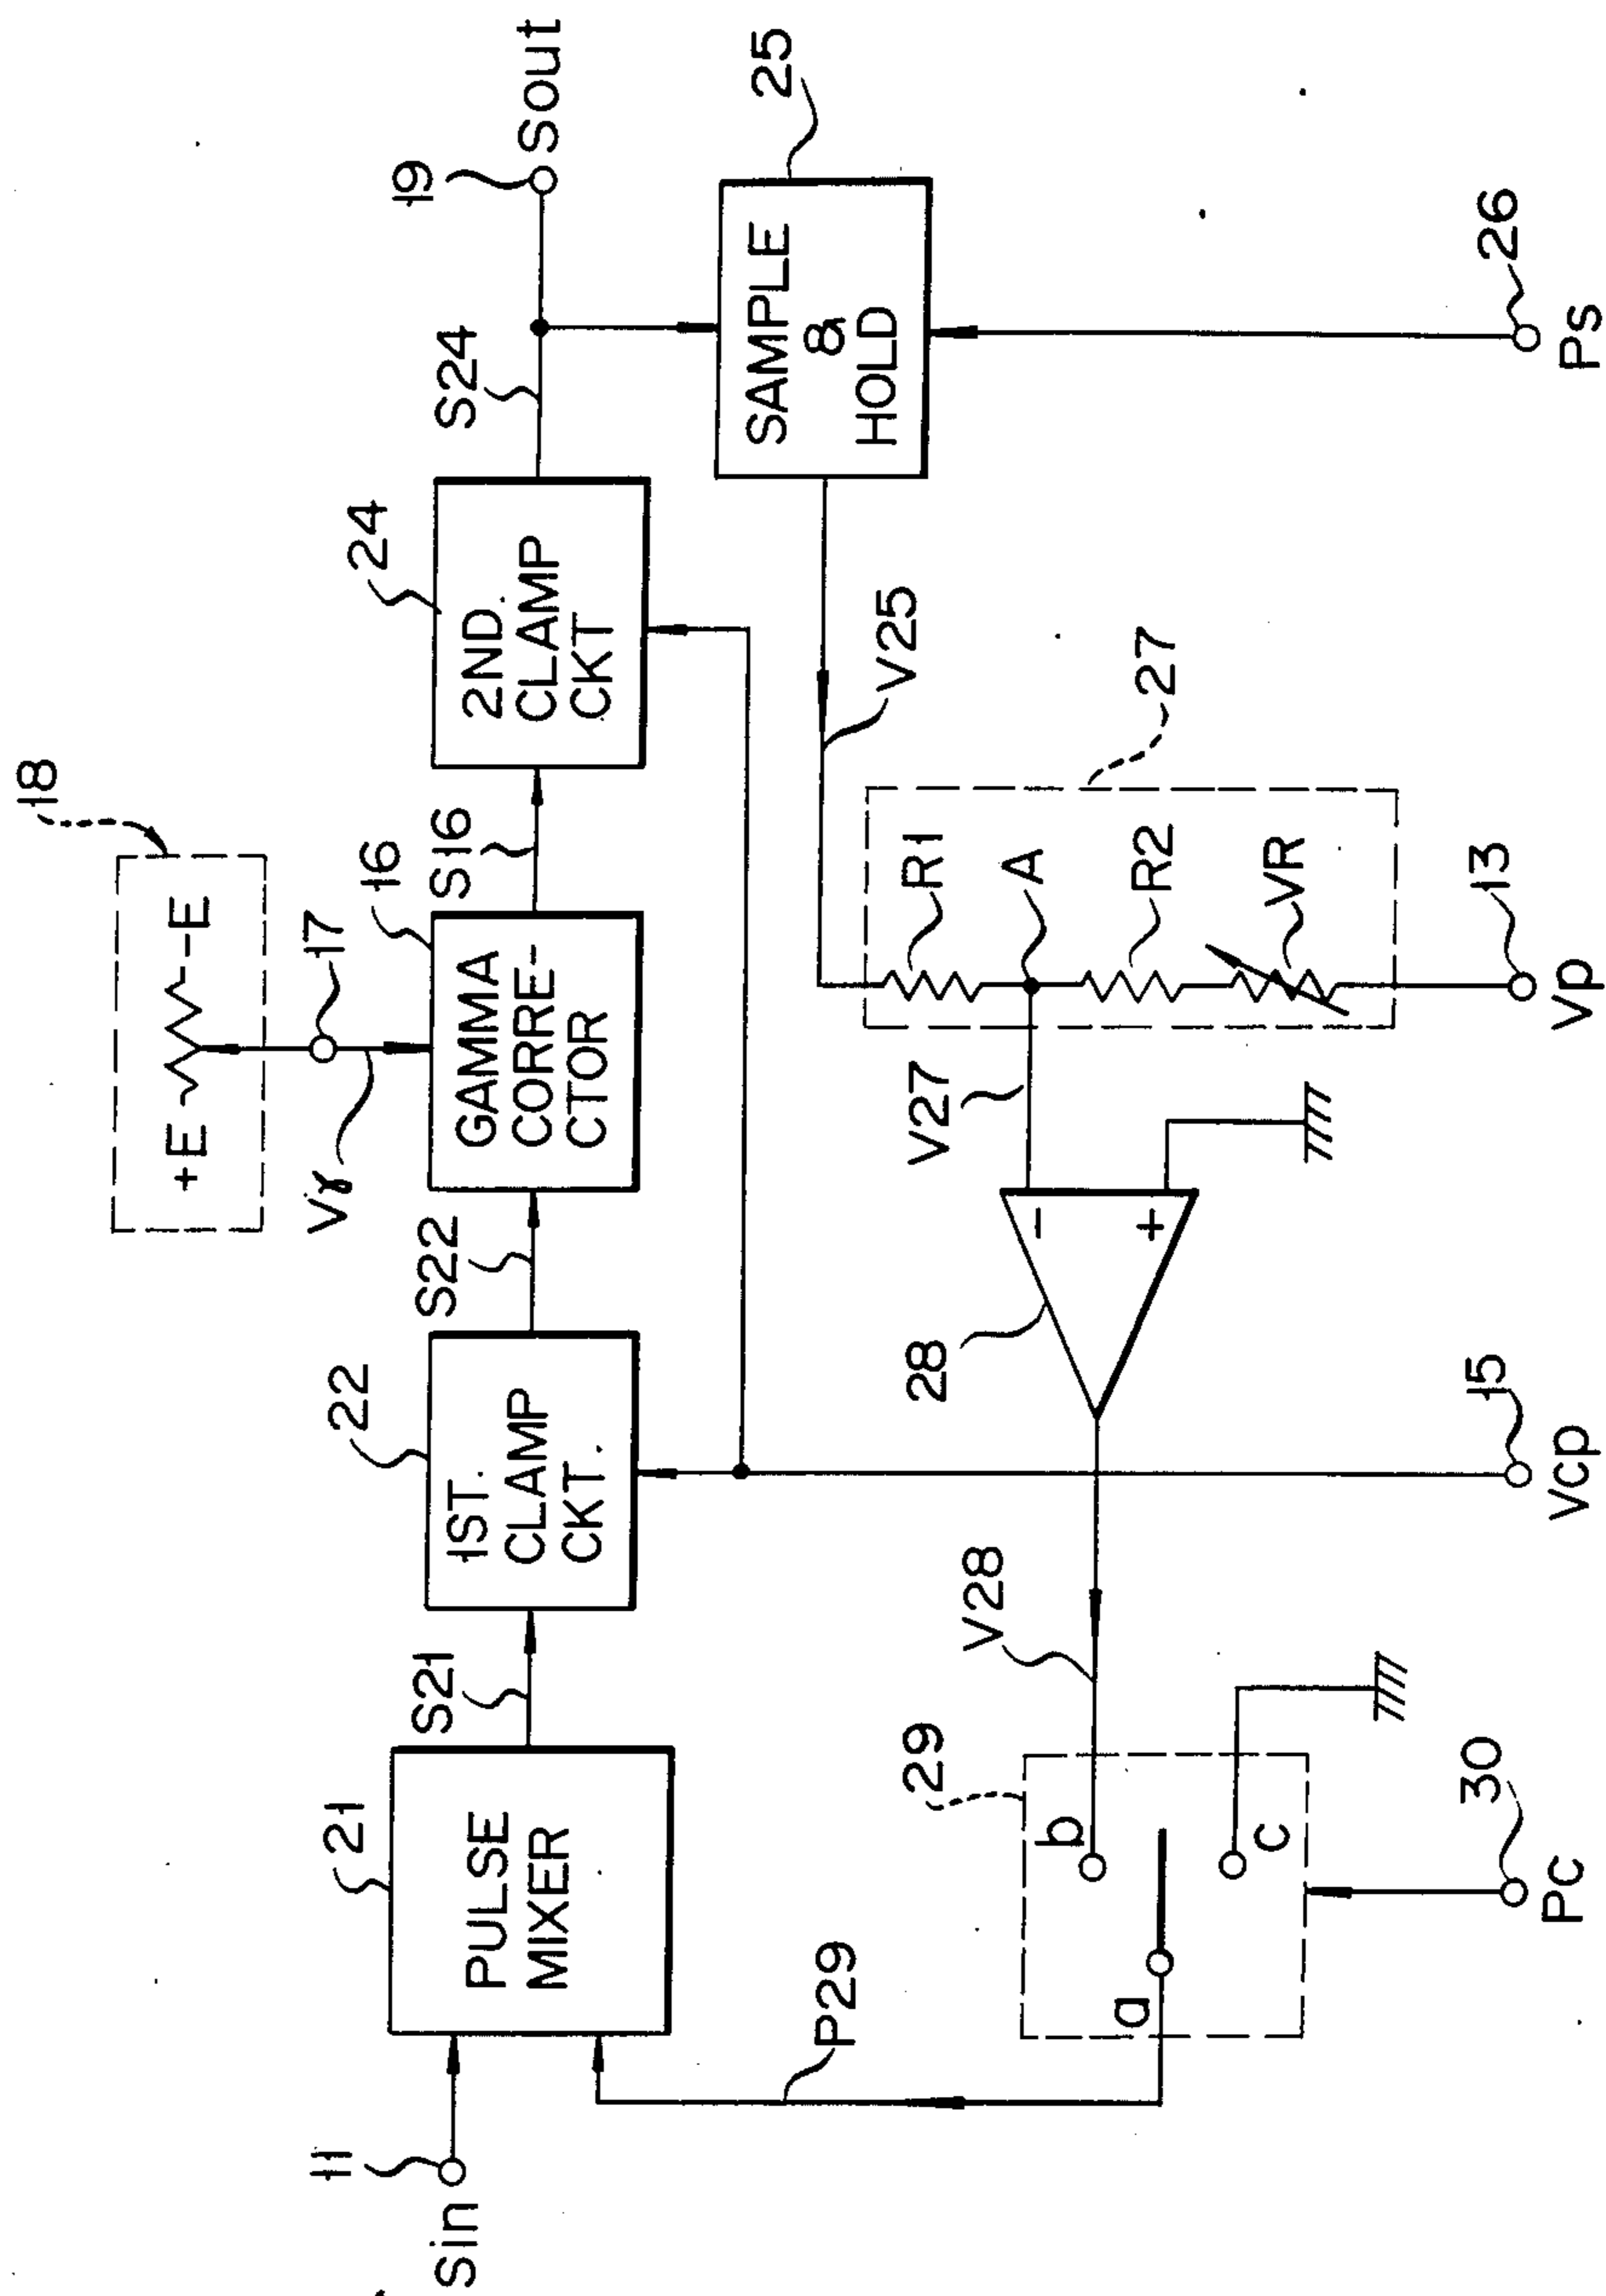 18
+E
-E
17
Vγ
11
Sin
21
PULSE
MIXER
S21
22
1ST.
CLAMP
CKT.
S22
16
GAMMA
CORRE-
CTOR
S16
24
2ND.
CLAMP
CKT
S24
19
Sout
25
SAMPLE
&
HOLD
V25
27
R1
A
R2
VR
V27
28
-
+
V28
29
b
a
c
P29
30
Pc
15
Vcp
13
Vp
26
Ps